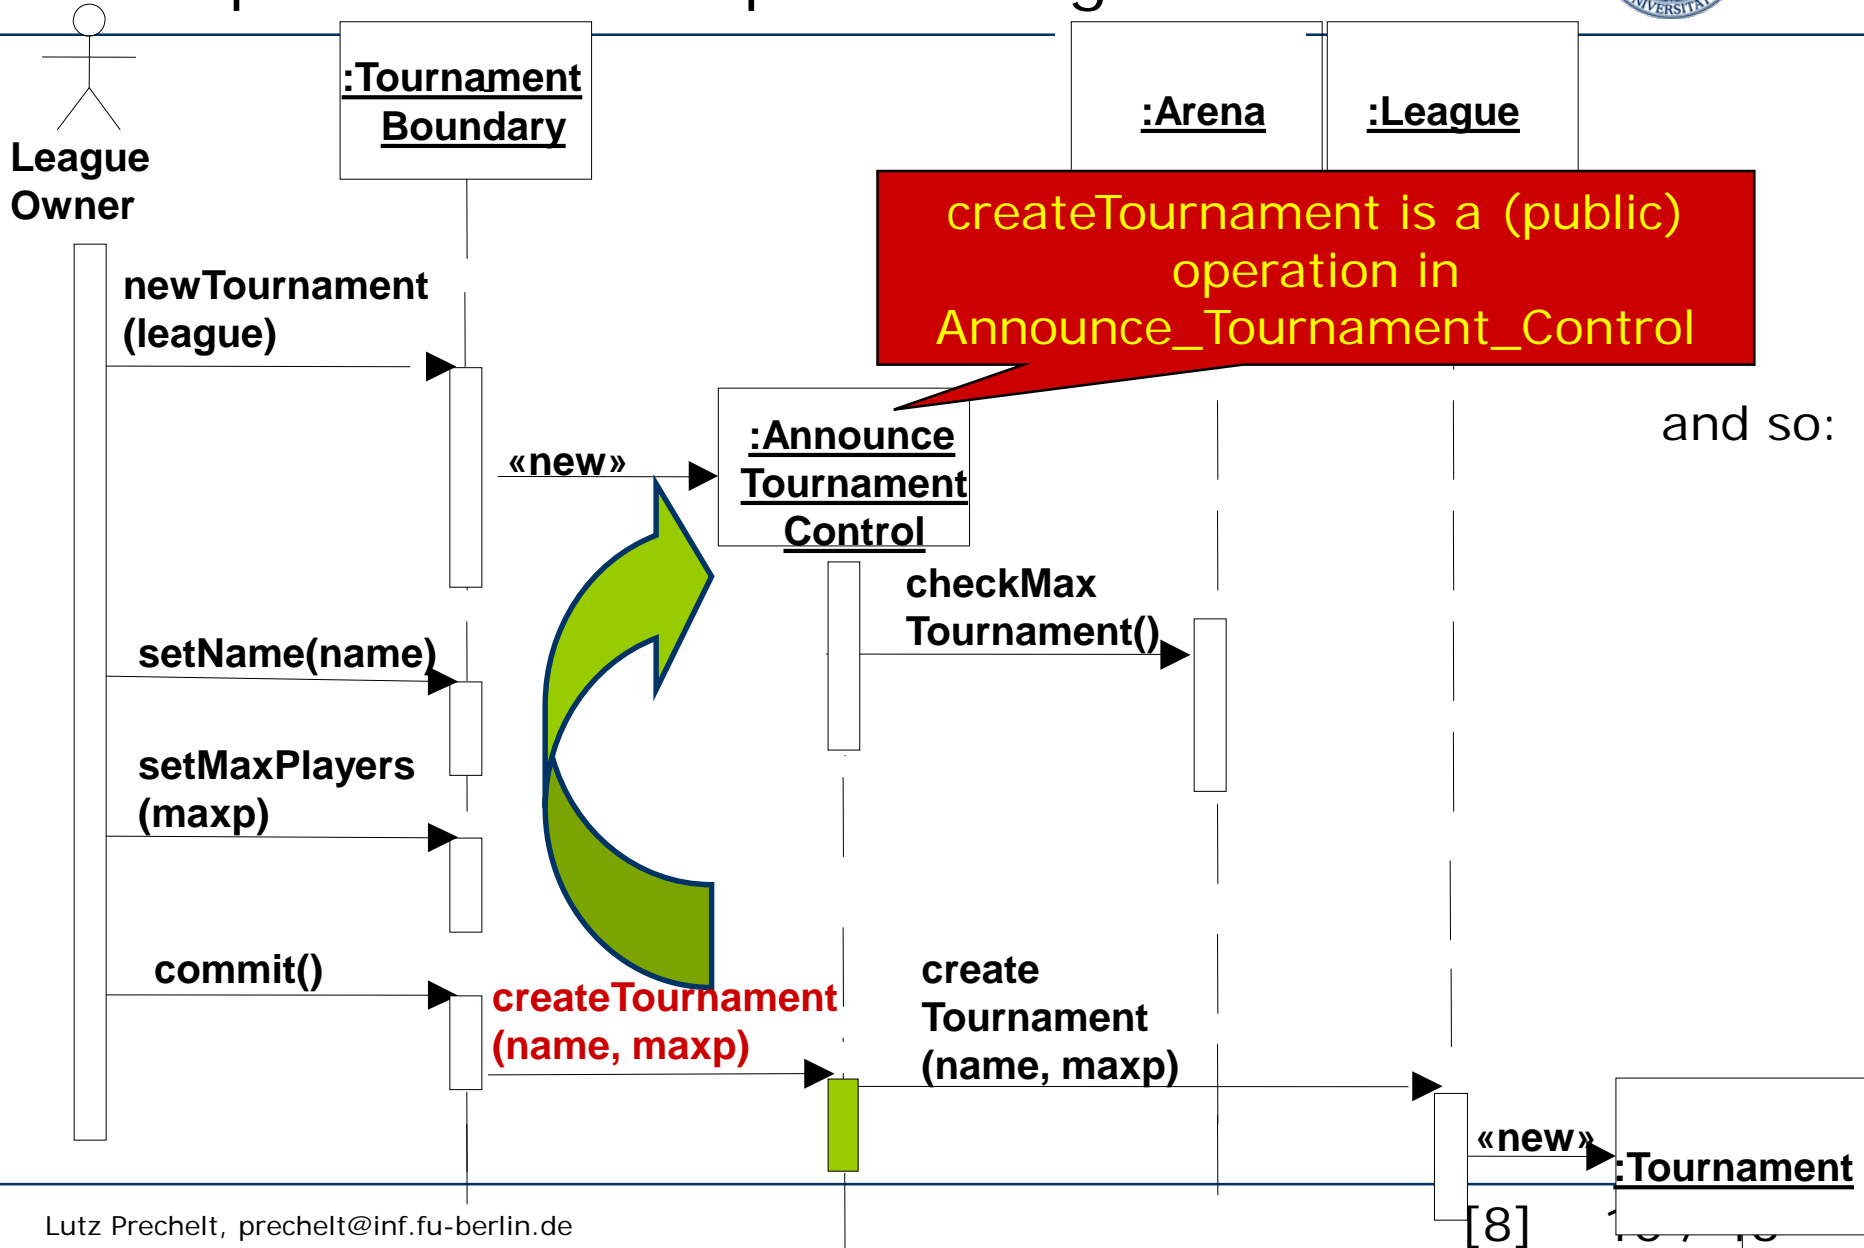 :Tournament
Boundary
:Arena
:League
League
Owner
createTournament is a (public)
operation in
Announce_Tournament_Control
newTournament
(league)
and so:
«new»
:Announce
Tournament
Control
checkMax
Tournament()
setName(name)
setMaxPlayers
(maxp)
commit()
createTournament
(name, maxp)
create
Tournament
(name, maxp)
«new»
:Tournament
Lutz Prechelt, prechelt@inf.fu-berlin.de
[8]